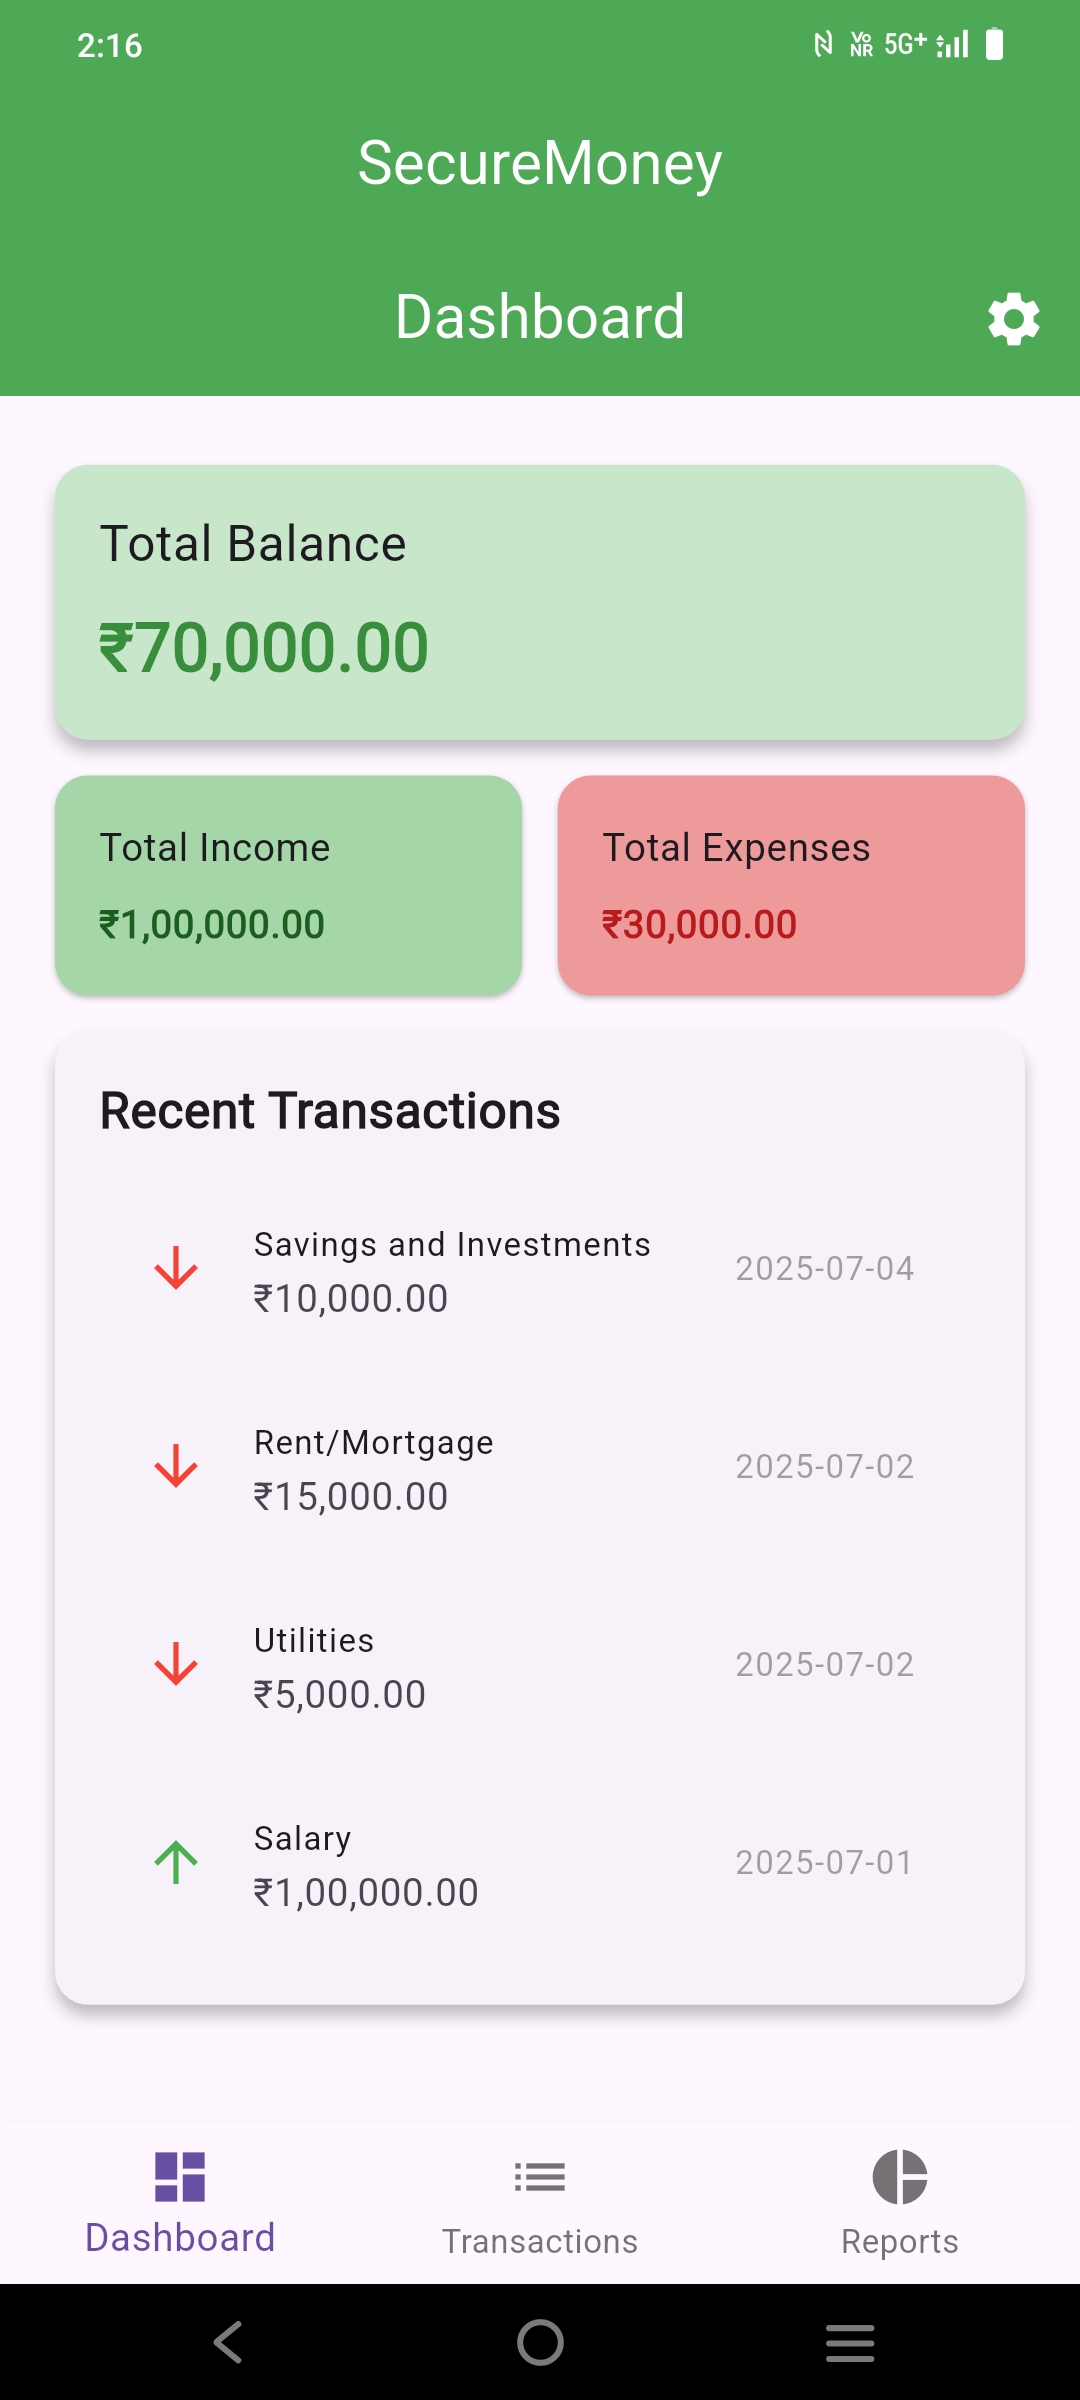 2:16
Vo
NR
5G+
SecureMoney
Dashboard
Total Balance
₹70,000.00
Total Income
₹1,00,000.00
Total Expenses
₹30,000.00
Recent Transactions
Savings and Investments
₹10,000.00
2025-07-04
Rent/Mortgage
₹15,000.00
2025-07-02
Utilities
₹5,000.00
2025-07-02
Salary
₹1,00,000.00
2025-07-01
Dashboard
Transactions
Reports